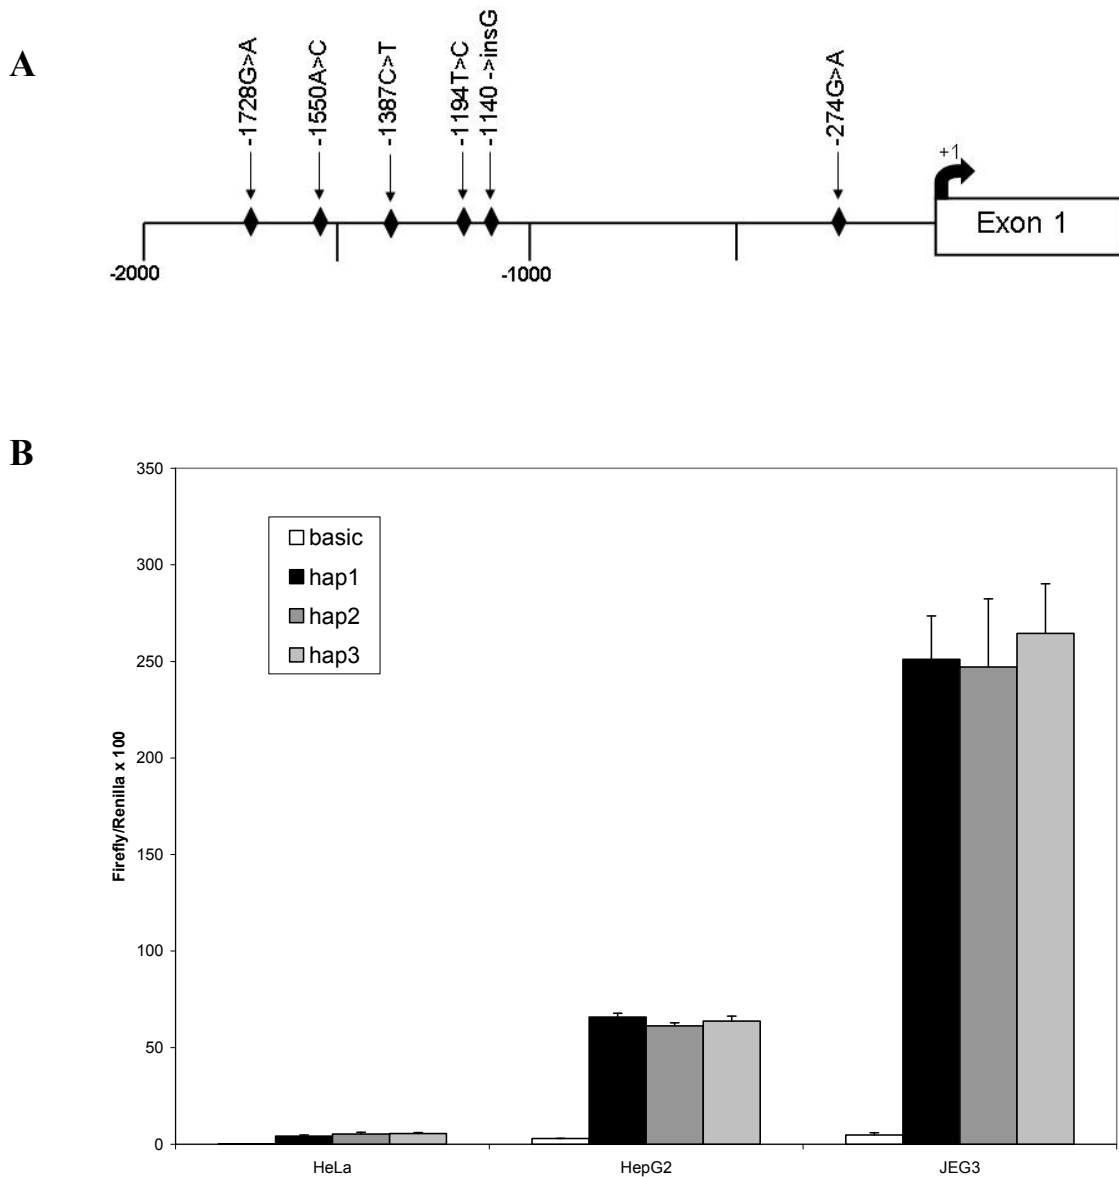 A
-1728G>A
-1550A>C
-1387C>T
-1194T>C
-1140 ->insG
-274G>A
+1
Exon 1
-2000
-1000
B
350
300
250
200
150
100
50
0
Firefly/Renilla x 100
basic
hap1
hap2
hap3
HeLa
HepG2
JEG3